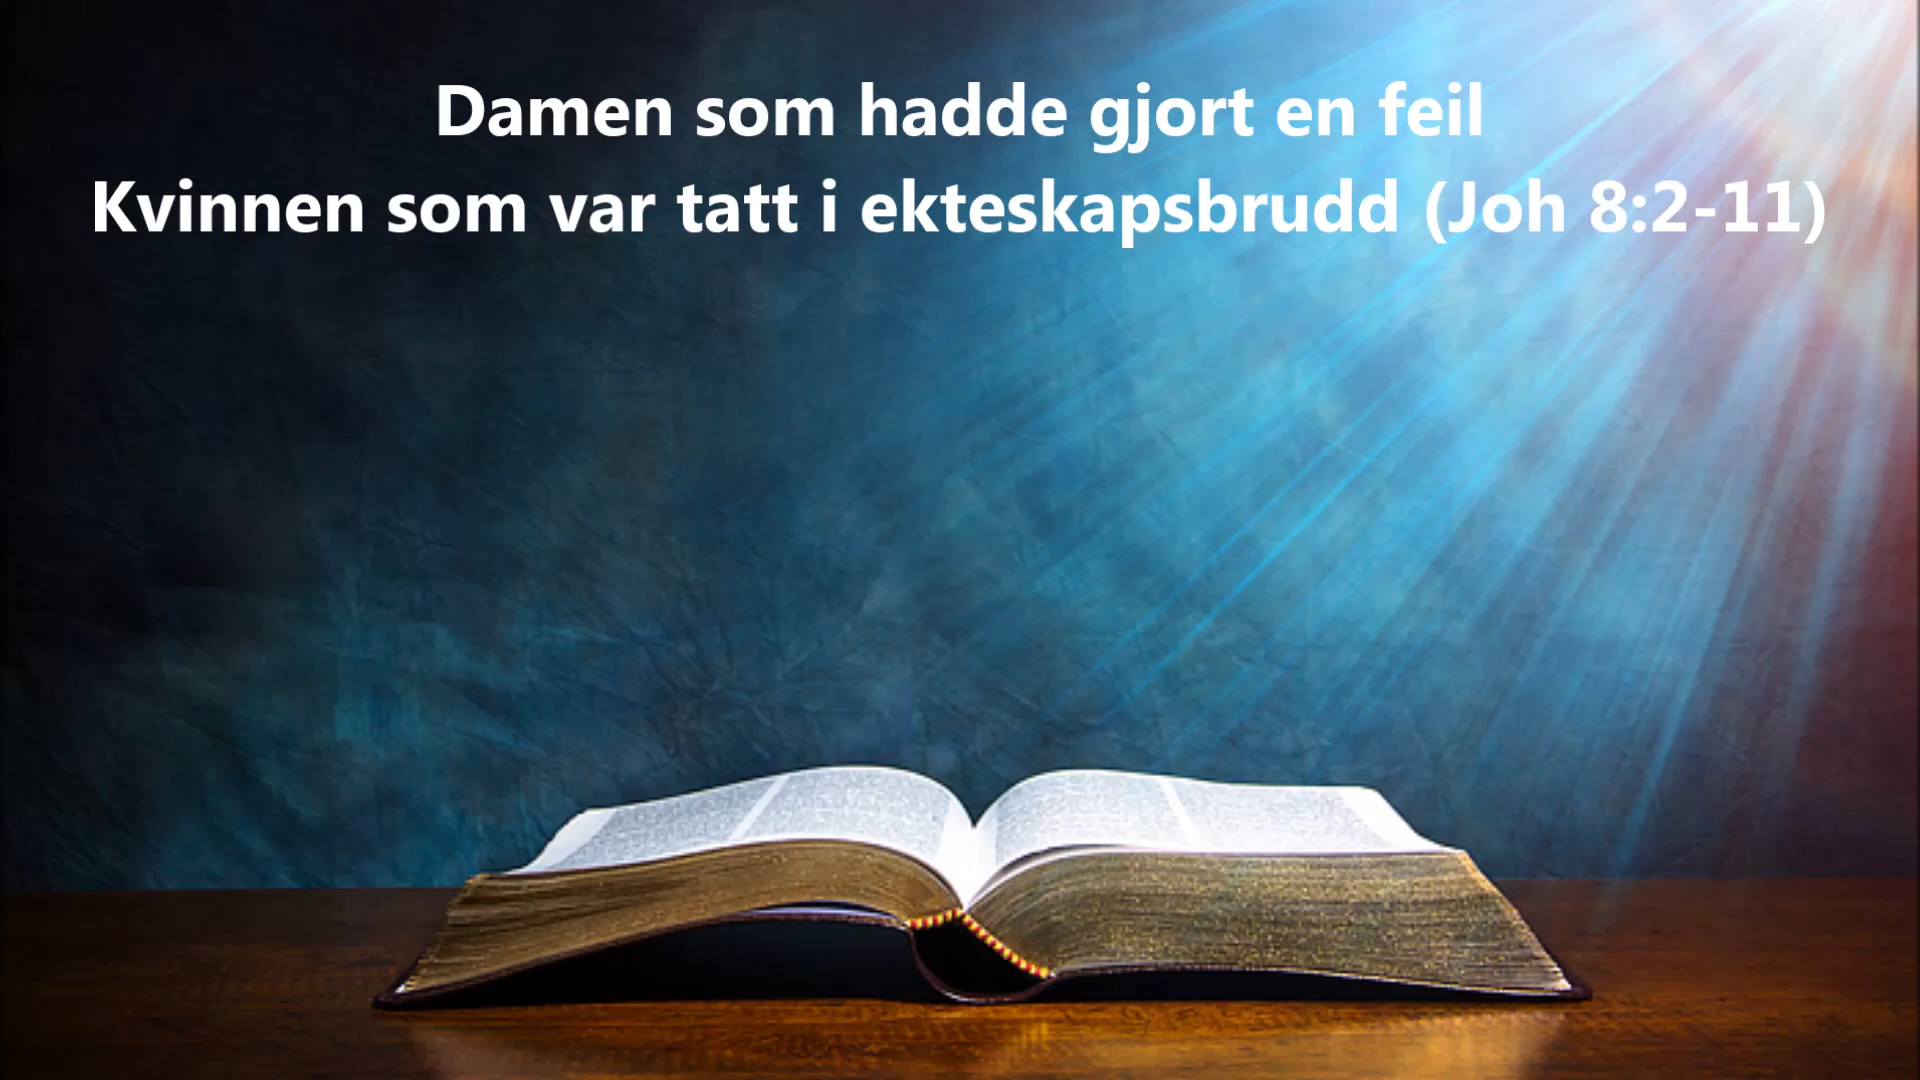 Damen som hadde gjort en feil
Kvinnen som var tatt i ekteskapsbrudd (Joh 8:2-11)